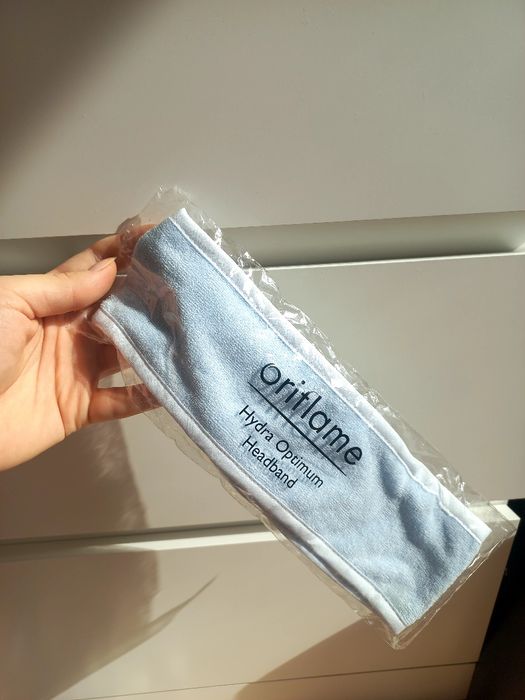 oriflame
Hydra Optimum
Headband